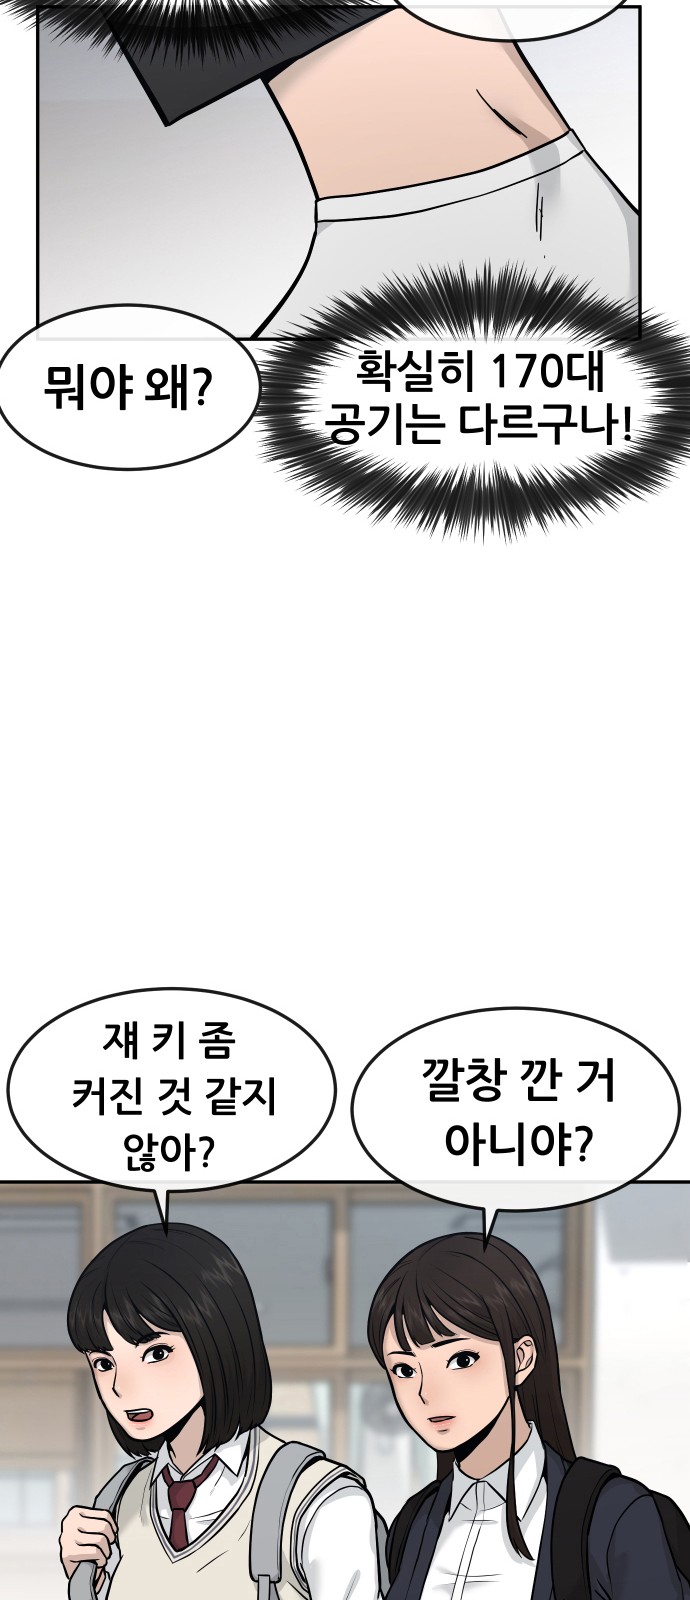 뭐야 왜?
확실히 170대
공기는 다르구나!
쟤 키 좀
커진 것 같지
않아?
깔창 깐 거
아니야?